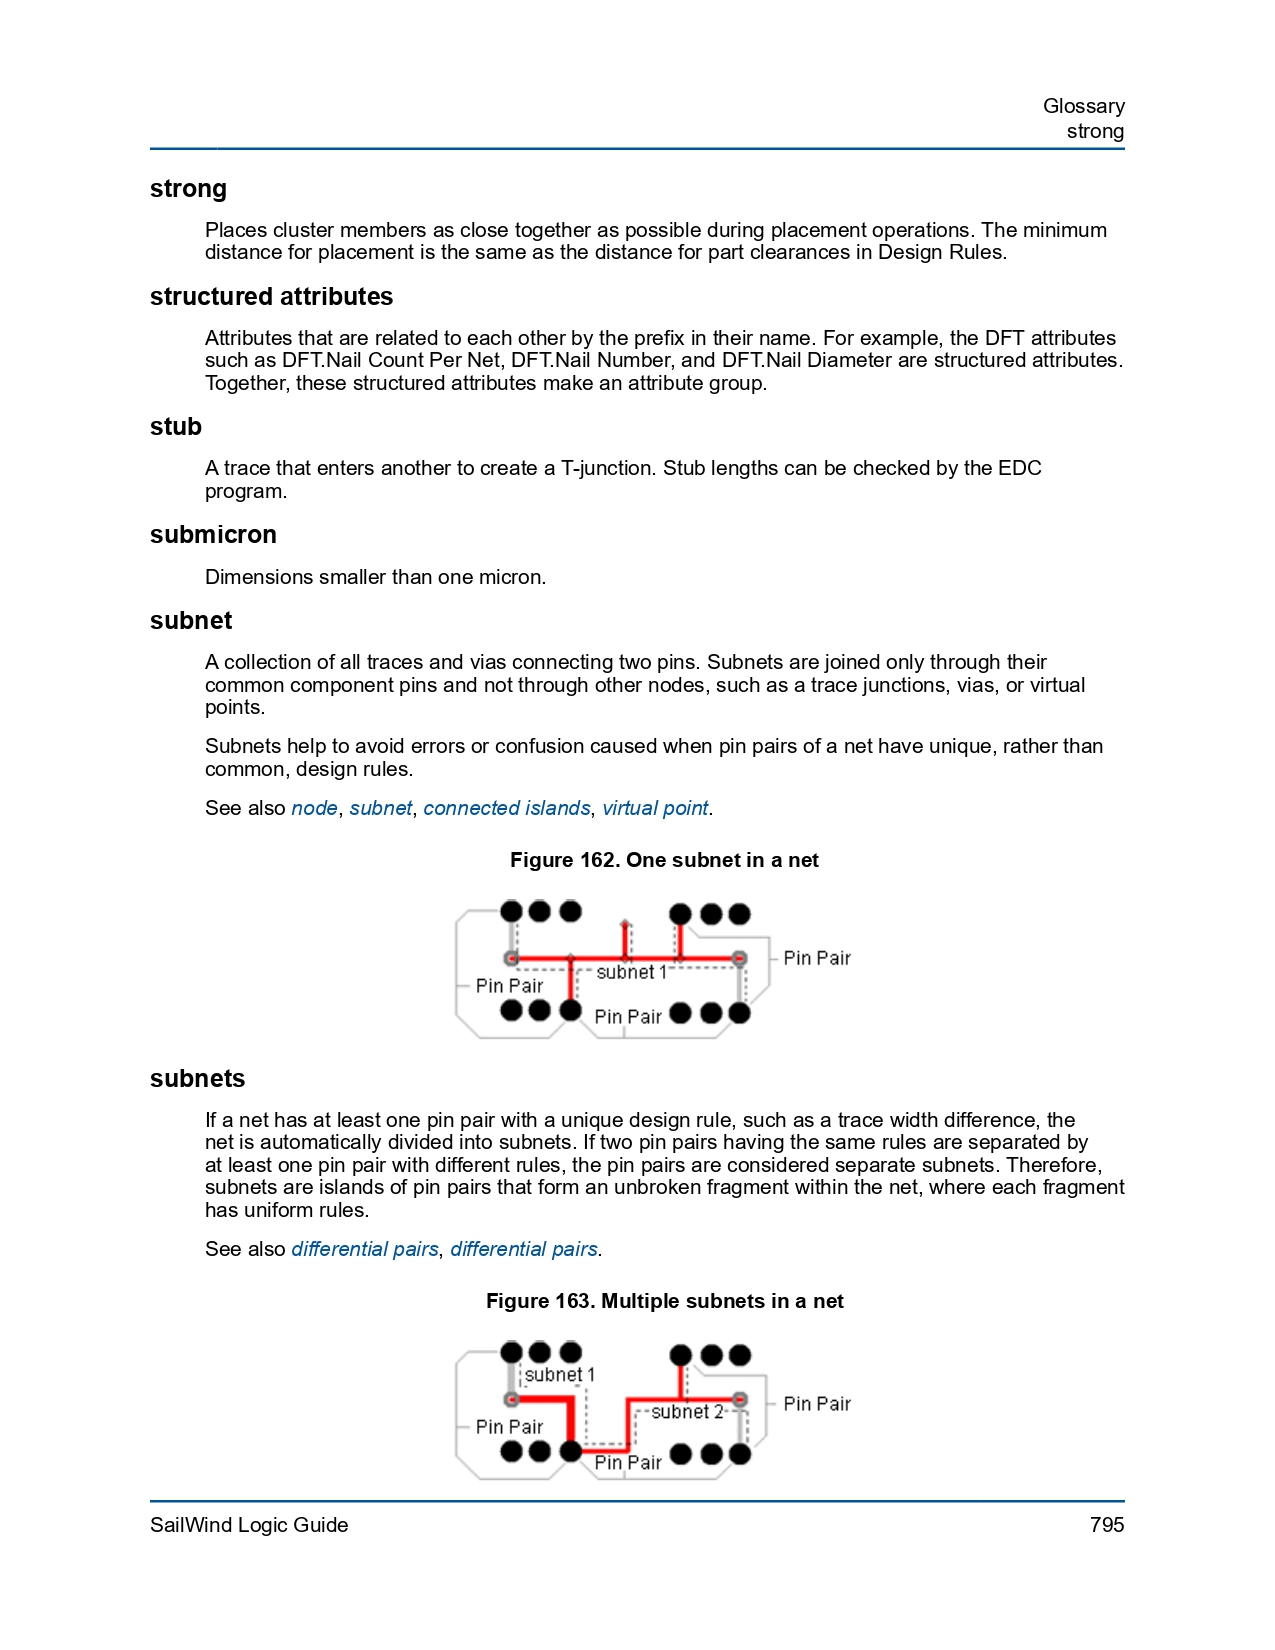 Glossary
strong
strong
Places cluster members as close together as possible during placement operations. The minimum
distance for placement is the same as the distance for part clearances in Design Rules.
structured attributes
Attributes that are related to each other by the prefix in their name. For example, the DFT attributes
such as DFT.Nail Count Per Net, DFT.Nail Number, and DFT.Nail Diameter are structured attributes.
Together, these structured attributes make an attribute group.
stub
A trace that enters another to create a T-junction. Stub lengths can be checked by the EDC
program.
submicron
Dimensions smaller than one micron.
subnet
A collection of all traces and vias connecting two pins. Subnets are joined only through their
common component pins and not through other nodes, such as a trace junctions, vias, or virtual
points.
Subnets help to avoid errors or confusion caused when pin pairs of a net have unique, rather than
common, design rules.
See also node, subnet, connected islands, virtual point.
Figure 162. One subnet in a net
Pin Pair
subnet 1
Pin Pair
Pin Pair
subnets
If a net has at least one pin pair with a unique design rule, such as a trace width difference, the
net is automatically divided into subnets. If two pin pairs having the same rules are separated by
at least one pin pair with different rules, the pin pairs are considered separate subnets. Therefore,
subnets are islands of pin pairs that form an unbroken fragment within the net, where each fragment
has uniform rules.
See also differential pairs, differential pairs.
Figure 163. Multiple subnets in a net
subnet 1
Pin Pair
subnet 2
Pin Pair
Pin Pair
SailWind Logic Guide
795